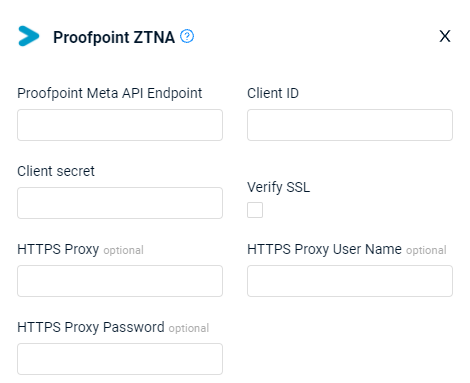 Proofpoint ZTNA ? X
Proofpoint Meta API Endpoint
Client ID
Client secret
Verify SSL
HTTPS Proxy optional
HTTPS Proxy User Name optional
HTTPS Proxy Password optional